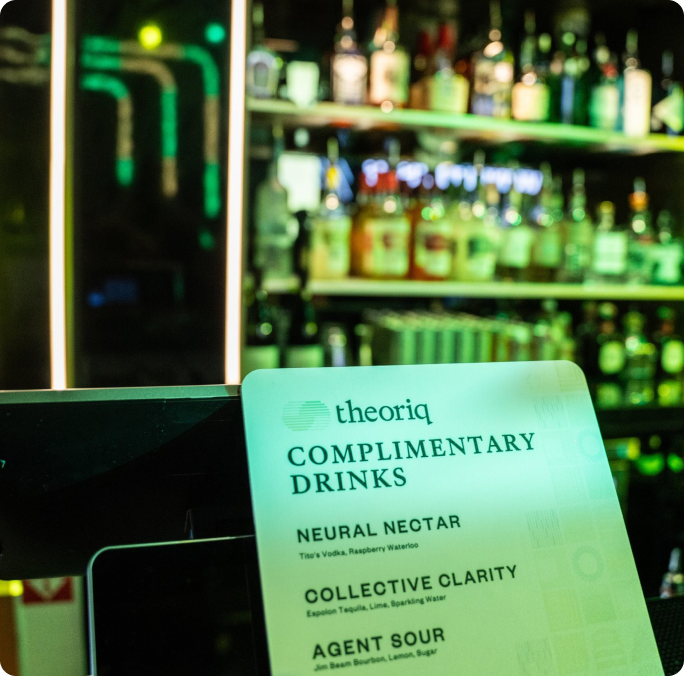 theoriq
COMPLIMENTARY
DRINKS
NEURAL NECTAR
Tito's Vodka, Raspberry Waterloo
COLLECTIVE CLARITY
Espolon Tequila, Lime, Sparkling Water
AGENT SOUR
Jim Beam Bourbon, Lemon, Sugar